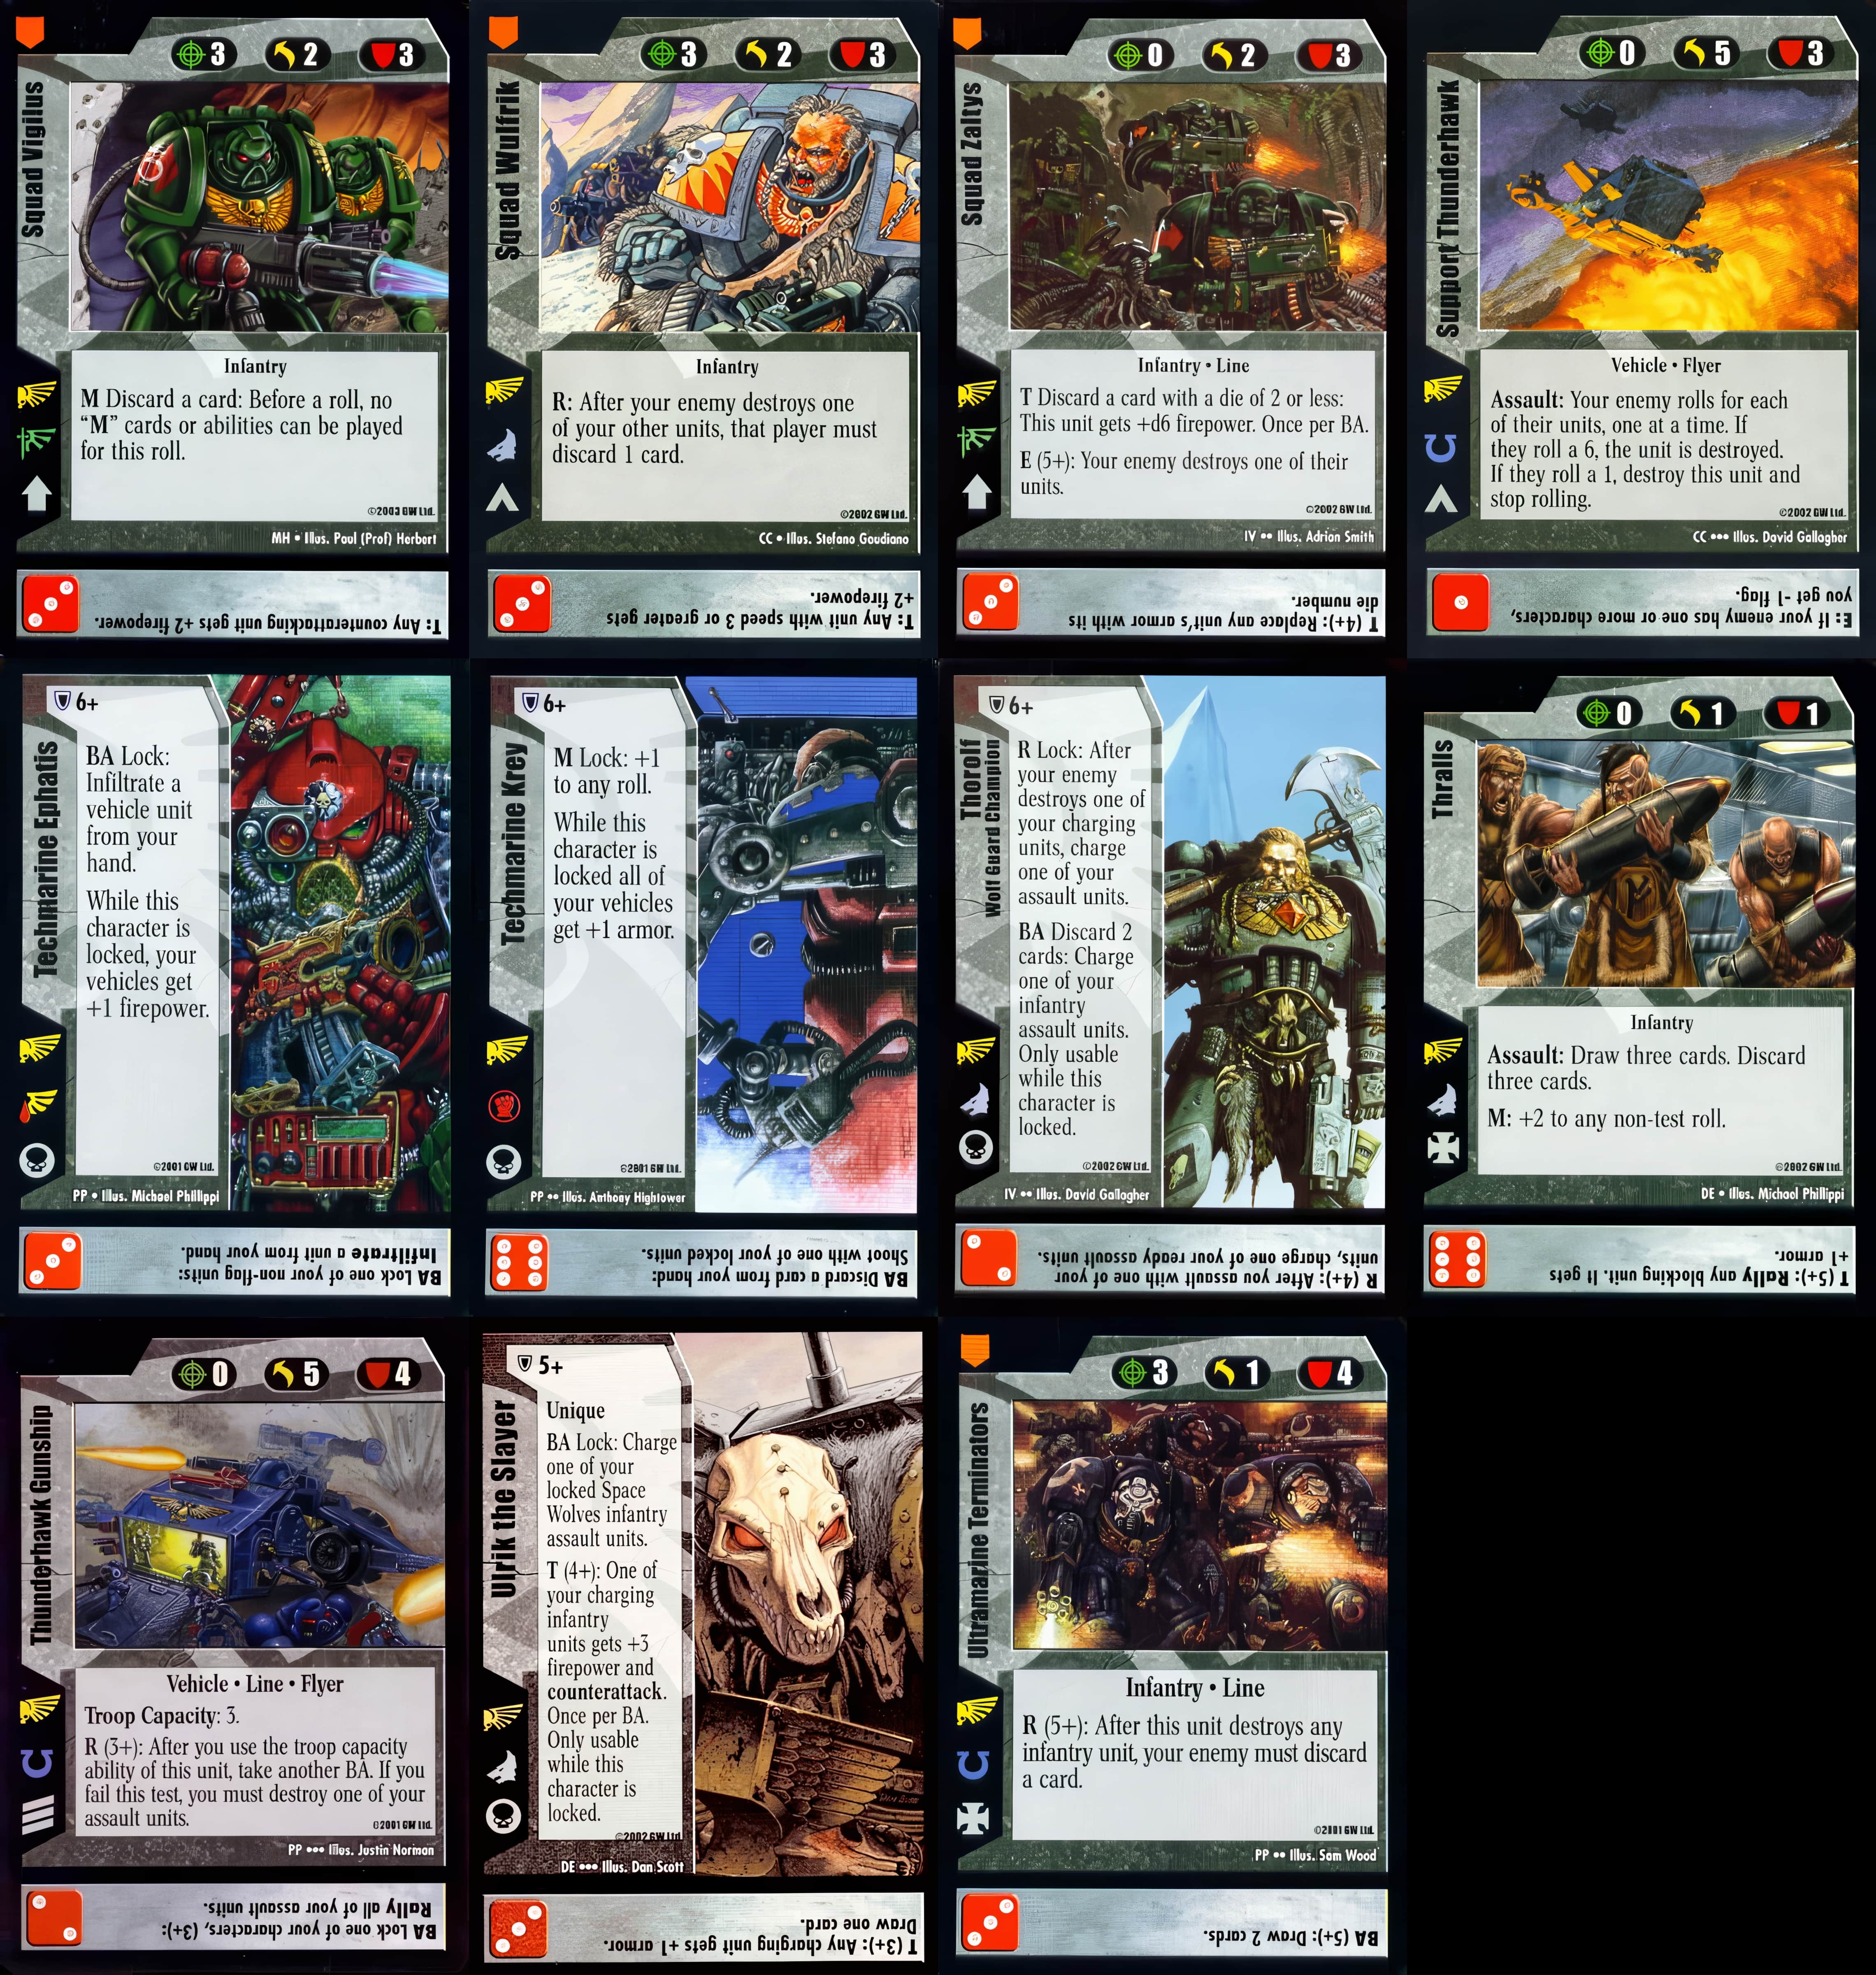 Squad Vigilus
3
2
3
Infantry
M Discard a card: Before a roll, no
“M” cards or abilities can be played
for this roll.
©2003 GW Ltd.
MH • Illus. Paul (Prof) Herbert
T: Any counterattacking unit gets +2 firepower.
Squad Wulfrik
3
2
3
Infantry
R: After your enemy destroys one
of your other units, that player must
discard 1 card.
©2002 GW Ltd.
CC • Illus. Stefano Gaudiano
T: Any unit with speed 3 or greater gets
+2 firepower.
Squad Zaltys
0
2
3
Infantry • Line
T Discard a card with a die of 2 or less:
This unit gets +d6 firepower. Once per BA.
E (5+): Your enemy destroys one of their
units.
©2002 GW Ltd.
IV •• Illus. Adrian Smith
T (4+): Replace any unit's armor with its
die number.
Support Thunderhawk
0
5
3
Vehicle • Flyer
Assault: Your enemy rolls for each
of their units, one at a time. If
they roll a 6, the unit is destroyed.
If they roll a 1, destroy this unit and
stop rolling.
©2002 GW Ltd.
CC ••• Illus. David Gallagher
E: If your enemy has one or more characters,
you get -1 flag.
Techmarine Ephatis
6+
BA Lock:
Infiltrate a
vehicle unit
from your
hand.
While this
character is
locked, your
vehicles get
+1 firepower.
©2001 GW Ltd.
PP • Illus. Michael Phillippi
BA Lock one of your non-flag units:
Infiltrate a unit from your hand.
Techmarine Krey
6+
M Lock: +1
to any roll.
While this
character is
locked all of
your vehicles
get +1 armor.
©2001 GW Ltd.
PP •• Illus. Anthony Hightower
BA Discard a card from your hand:
Shoot with one of your locked units.
Thorolf
Wolf Guard Champion
6+
R Lock: After
your enemy
destroys one of
your charging
units, charge
one of your
assault units.
BA Discard 2
cards: Charge
one of your
infantry
assault units.
Only usable
while this
character is
locked.
©2002 GW Ltd.
IV •• Illus. David Gallagher
R (4+): After you assault with one of your
units, charge one of your ready assault units.
Thralls
0
1
1
Infantry
Assault: Draw three cards. Discard
three cards.
M: +2 to any non-test roll.
©2002 GW Ltd.
DE • Illus. Michael Phillippi
T (5+): Rally any blocking unit. It gets
+1 armor.
Thunderhawk Gunship
0
5
4
Vehicle • Line • Flyer
Troop Capacity: 3.
R (3+): After you use the troop capacity
ability of this unit, take another BA. If you
fail this test, you must destroy one of your
assault units.
©2001 GW Ltd.
PP ••• Illus. Justin Norman
BA Lock one of your characters, (3+):
Rally all of your assault units.
Ulrik the Slayer
5+
Unique
BA Lock: Charge
one of your
locked Space
Wolves infantry
assault units.
T (4+): One of
your charging
infantry
units gets +3
firepower and
counterattack.
Once per BA.
Only usable
while this
character is
locked.
©2002 GW Ltd.
DE ••• Illus. Dan Scott
T (3+): Any charging unit gets +1 armor.
Draw one card.
Ultramarine Terminators
3
1
4
Infantry • Line
R (5+): After this unit destroys any
infantry unit, your enemy must discard
a card.
©2001 GW Ltd.
PP •• Illus. Sam Wood
BA (5+): Draw 2 cards.